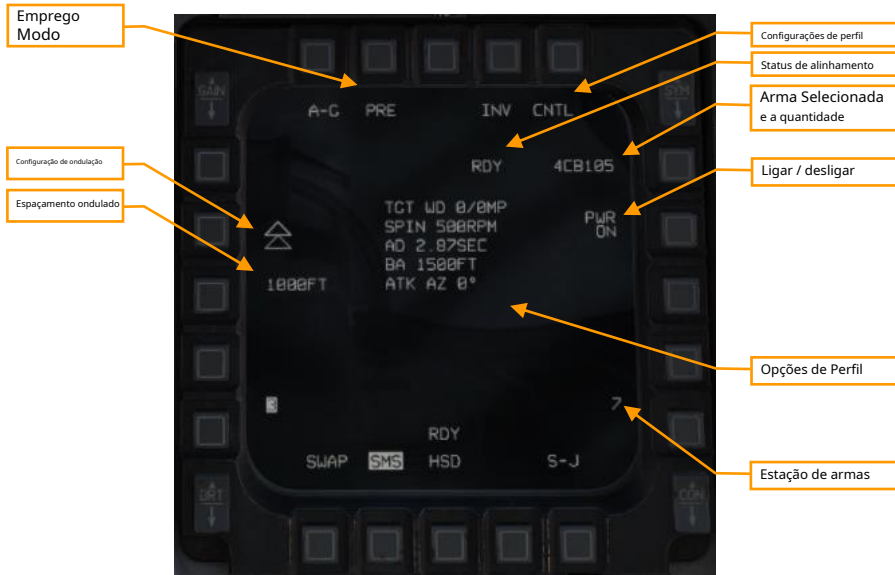 Emprego
Modo
Configurações de perfil
Status de alinhamento
Arma Selecionada
e a quantidade
Configuração de ondulação
Ligar / desligar
Espaçamento ondulado
Opções de Perfil
Estação de armas
GAIN
SYM
A-G PRE INV CNTL
RDY 4CB105
TGT WD 0/0MP
SPIN 500RPM
AD 2.87SEC
BA 1500FT
ATK AZ 0°
PWR
ON
1000FT
7
RDY
SWAP SMS HSD S-J
BRT
CON